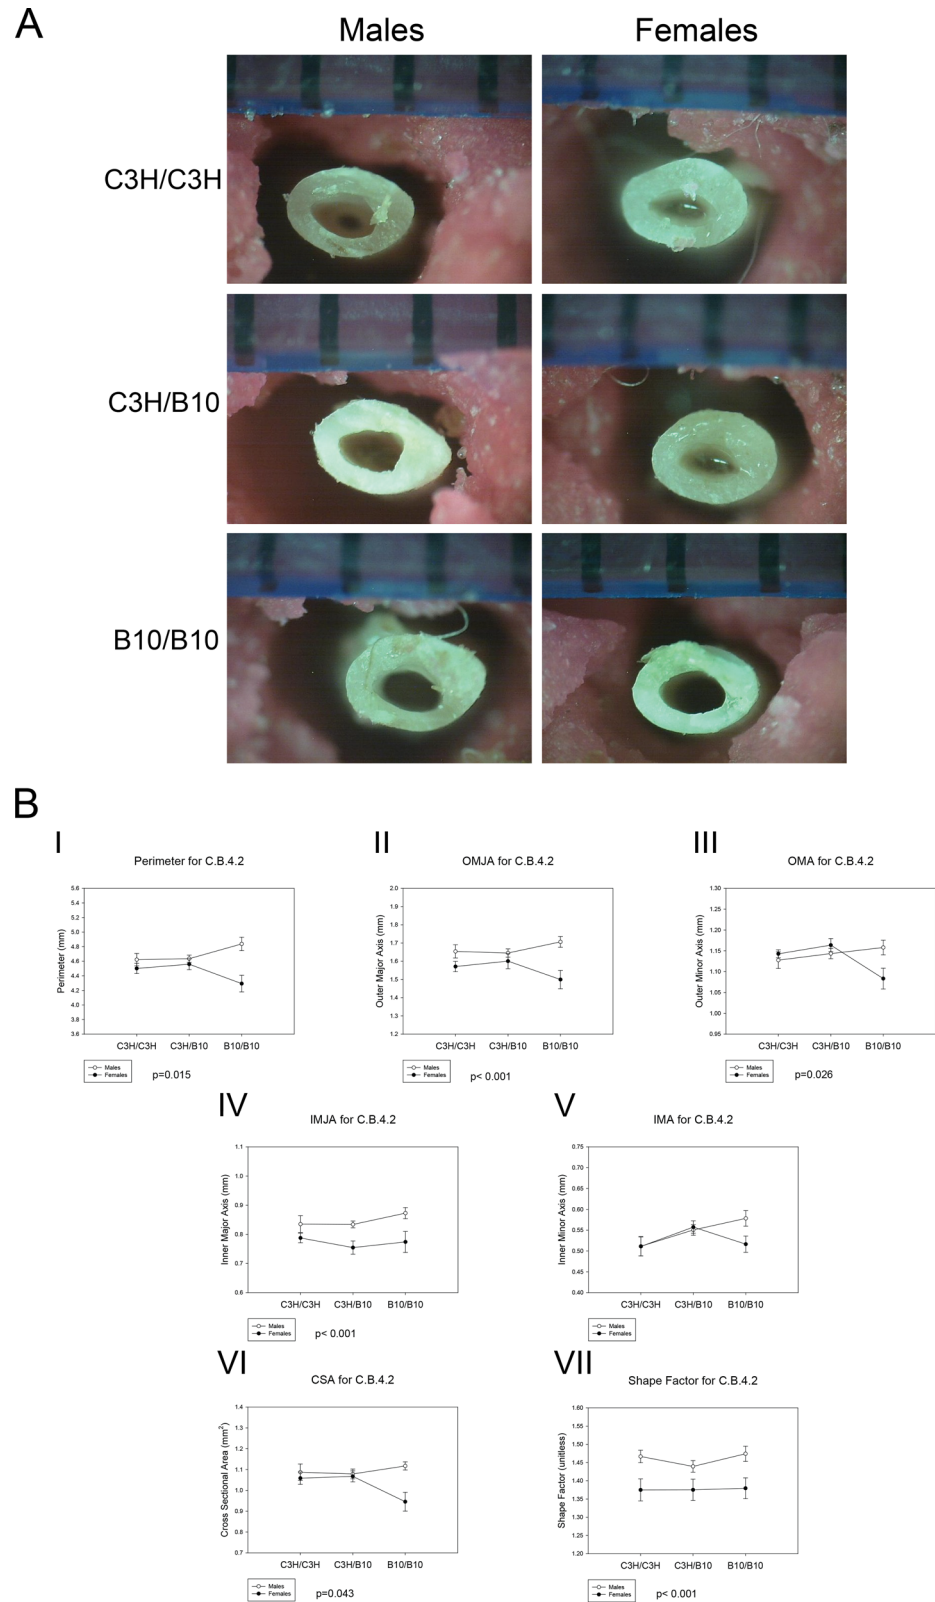 A
Males Females
C3H/C3H
C3H/B10
B10/B10
B
I
Perimeter for C.B.4.2
Perimeter (mm)
5.6
5.4
5.2
5.0
4.8
4.6
4.4
4.2
4.0
3.8
3.6
C3H/C3H C3H/B10 B10/B10
Males
Females
p=0.015
II
OMJA for C.B.4.2
Outer Major Axis (mm)
2.0
1.9
1.8
1.7
1.6
1.5
1.4
1.3
1.2
C3H/C3H C3H/B10 B10/B10
Males
Females
p< 0.001
III
OMA for C.B.4.2
Outer Minor Axis (mm)
1.30
1.25
1.20
1.15
1.10
1.05
1.00
0.95
C3H/C3H C3H/B10 B10/B10
Males
Females
p=0.026
IV
IMJA for C.B.4.2
Inner Major Axis (mm)
1.1
1.0
0.9
0.8
0.7
0.6
C3H/C3H C3H/B10 B10/B10
Males
Females
p< 0.001
V
IMA for C.B.4.2
Inner Minor Axis (mm)
0.75
0.70
0.65
0.60
0.55
0.50
0.45
0.40
C3H/C3H C3H/B10 B10/B10
Males
Females
VI
CSA for C.B.4.2
Cross Sectional Area (mm²)
1.4
1.3
1.2
1.1
1.0
0.9
0.8
0.7
C3H/C3H C3H/B10 B10/B10
Males
Females
p=0.043
VII
Shape Factor for C.B.4.2
Shape Factor (unitless)
1.60
1.55
1.50
1.45
1.40
1.35
1.30
1.25
1.20
C3H/C3H C3H/B10 B10/B10
Males
Females
p< 0.001